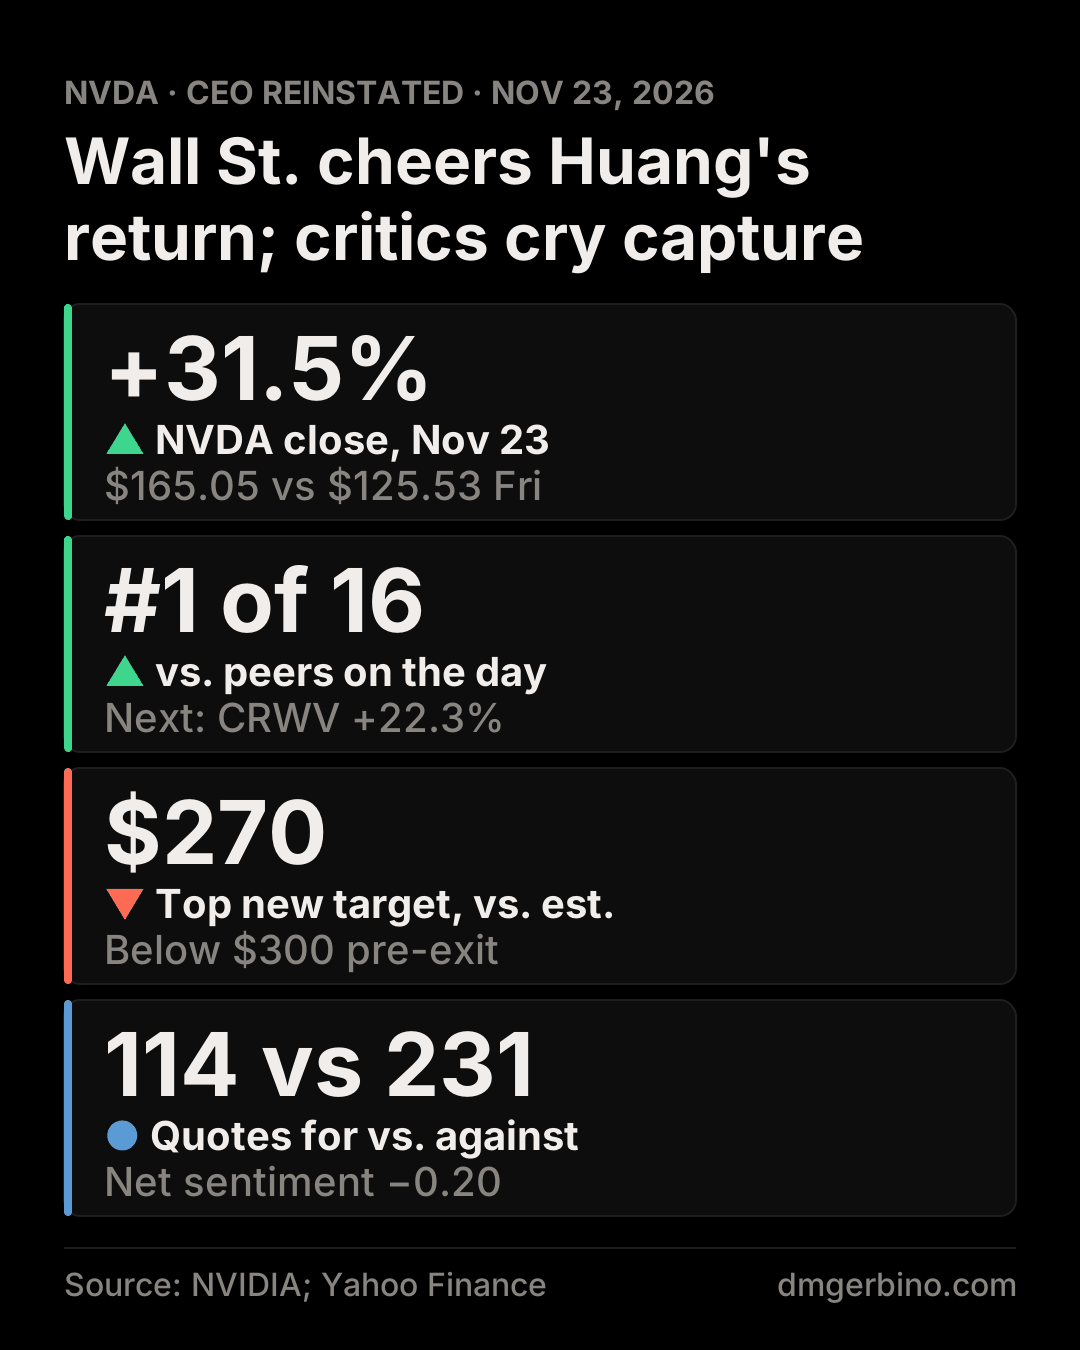 NVDA · CEO REINSTATED · NOV 23, 2026
Wall St. cheers Huang's
return; critics cry capture
+31.5%
▲ NVDA close, Nov 23
$165.05 vs $125.53 Fri
#1 of 16
▲ vs. peers on the day
Next: CRWV +22.3%
$270
▼ Top new target, vs. est.
Below $300 pre-exit
114 vs 231
● Quotes for vs. against
Net sentiment −0.20
Source: NVIDIA; Yahoo Finance
dmgerbino.com